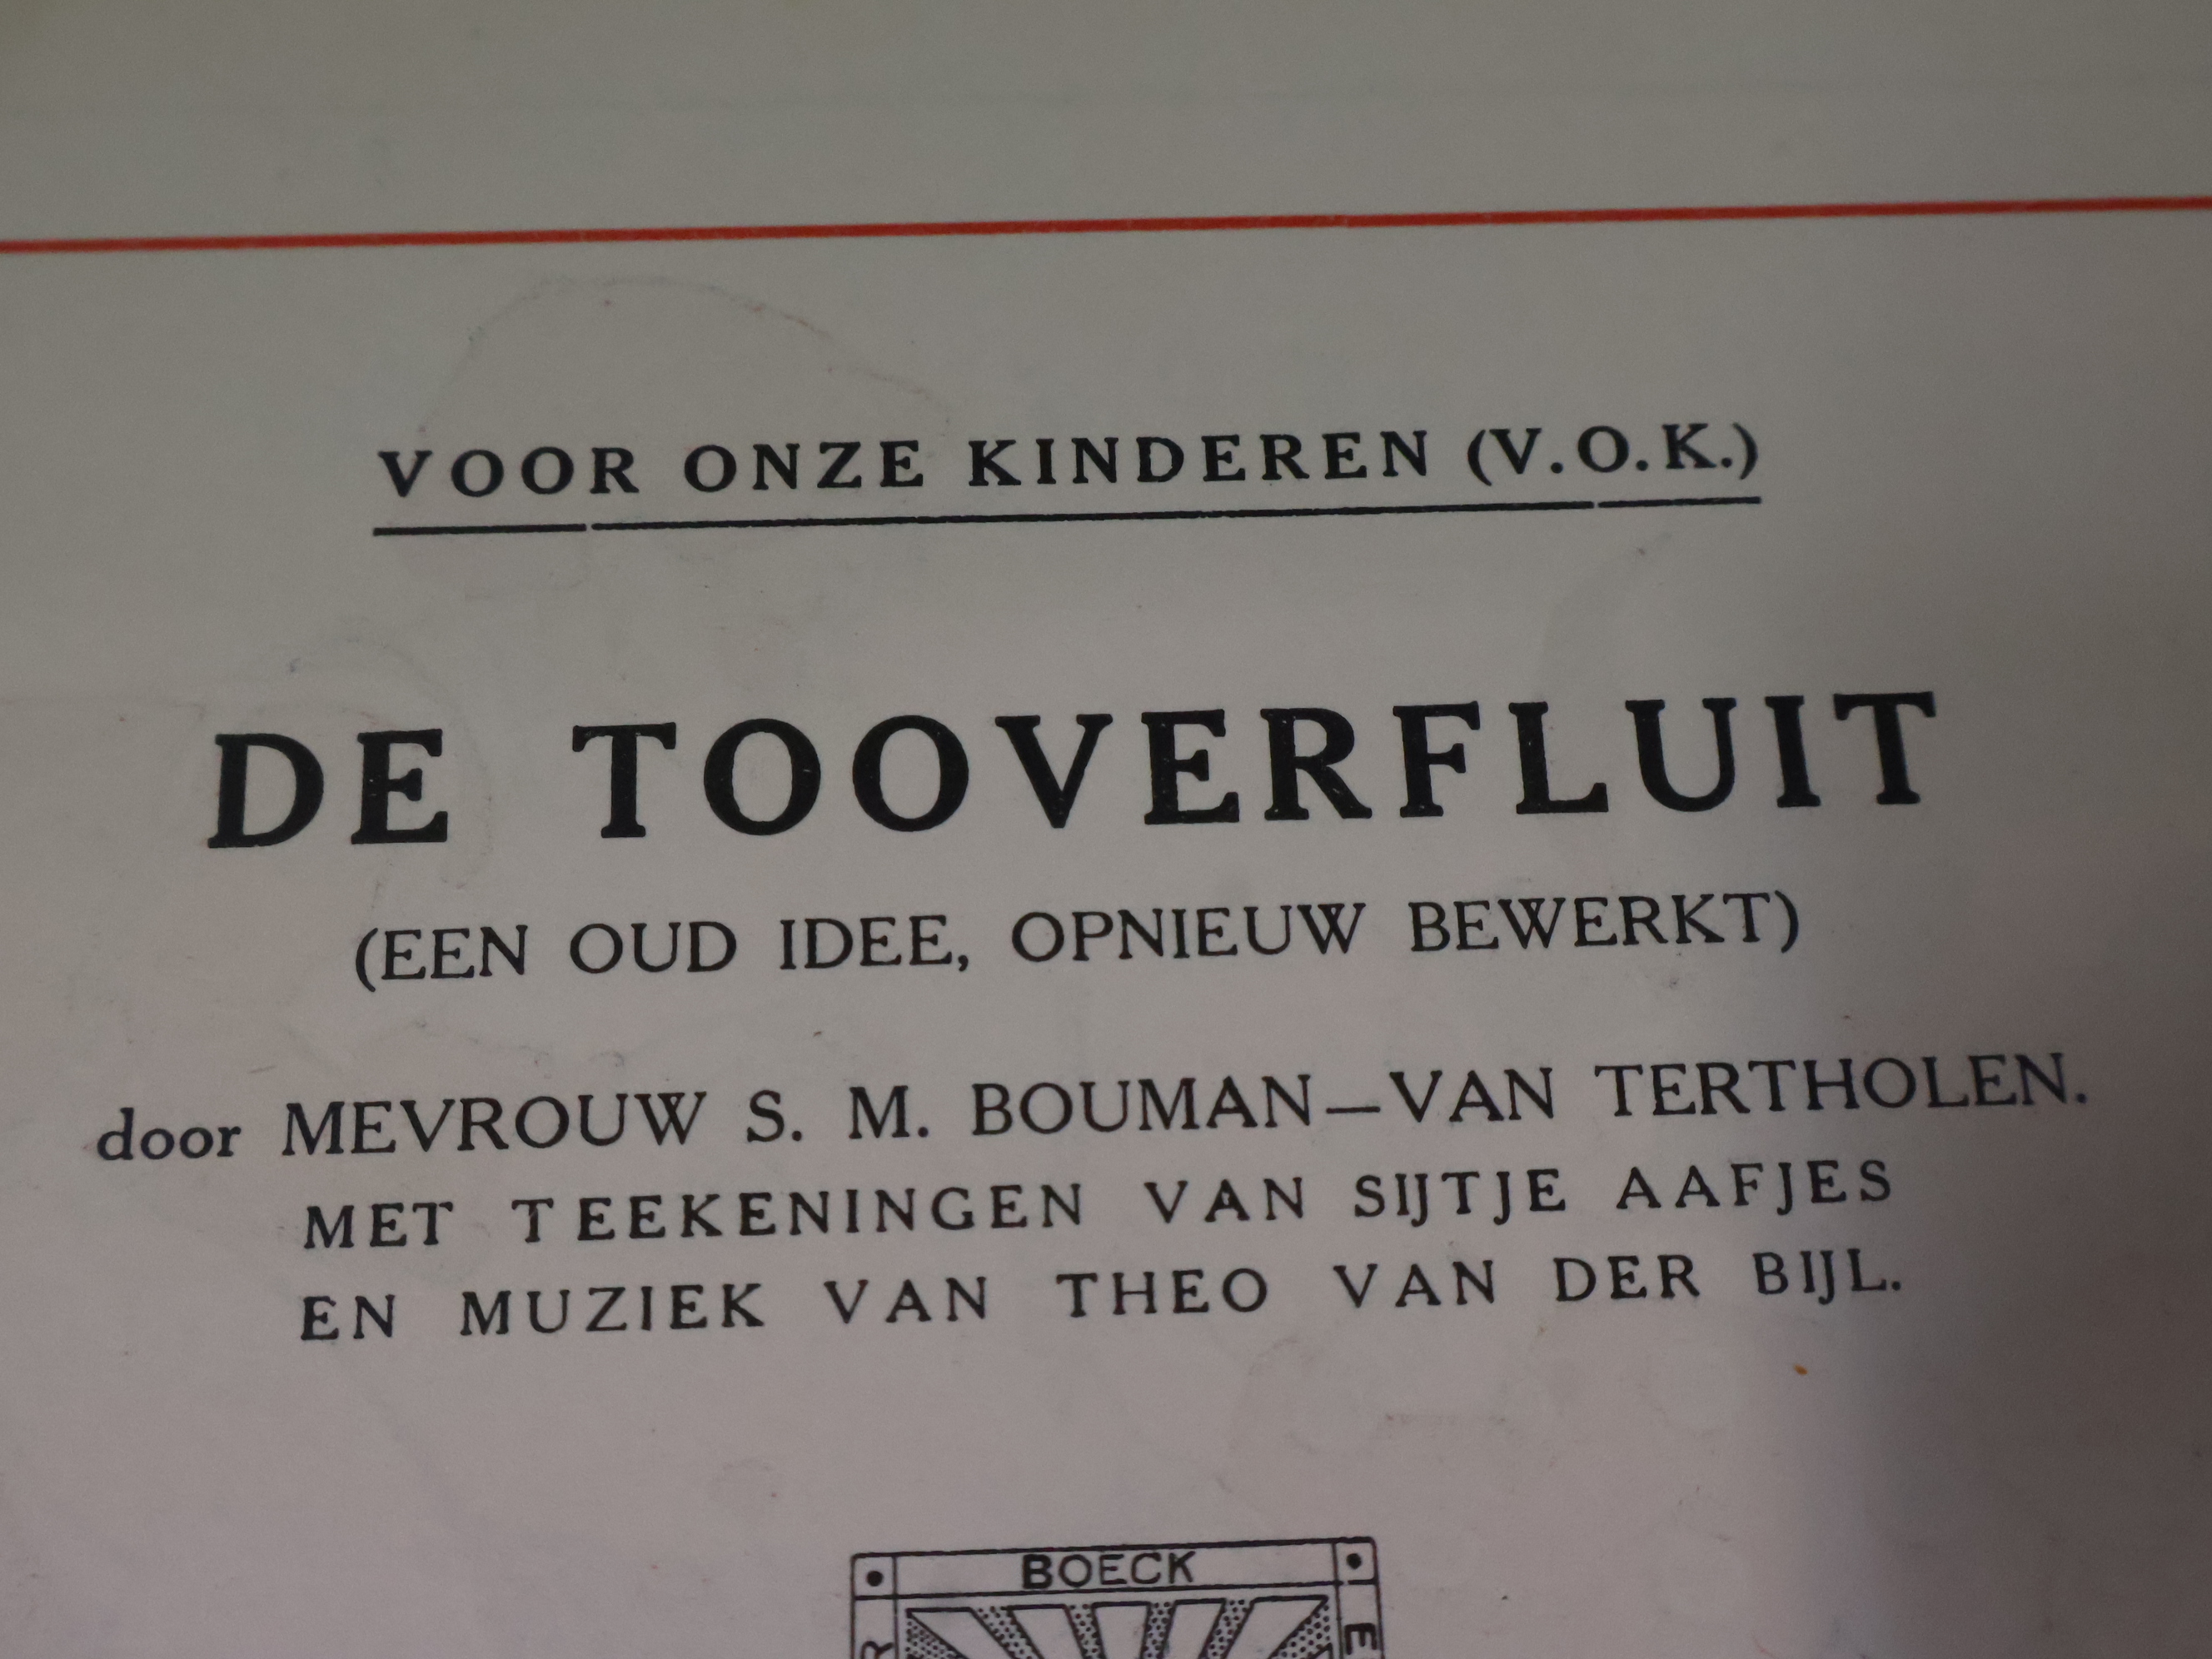 VOOR ONZE KINDEREN (V.O.K.)
DE TOOVERFLUIT
(EEN OUD IDEE, OPNIEUW BEWERKT)
door MEVROUW S. M. BOUMAN—VAN TERTHOLEN.
MET TEEKENINGEN VAN SIJTJE AAFJES
EN MUZIEK VAN THEO VAN DER BIJL.
BOECK